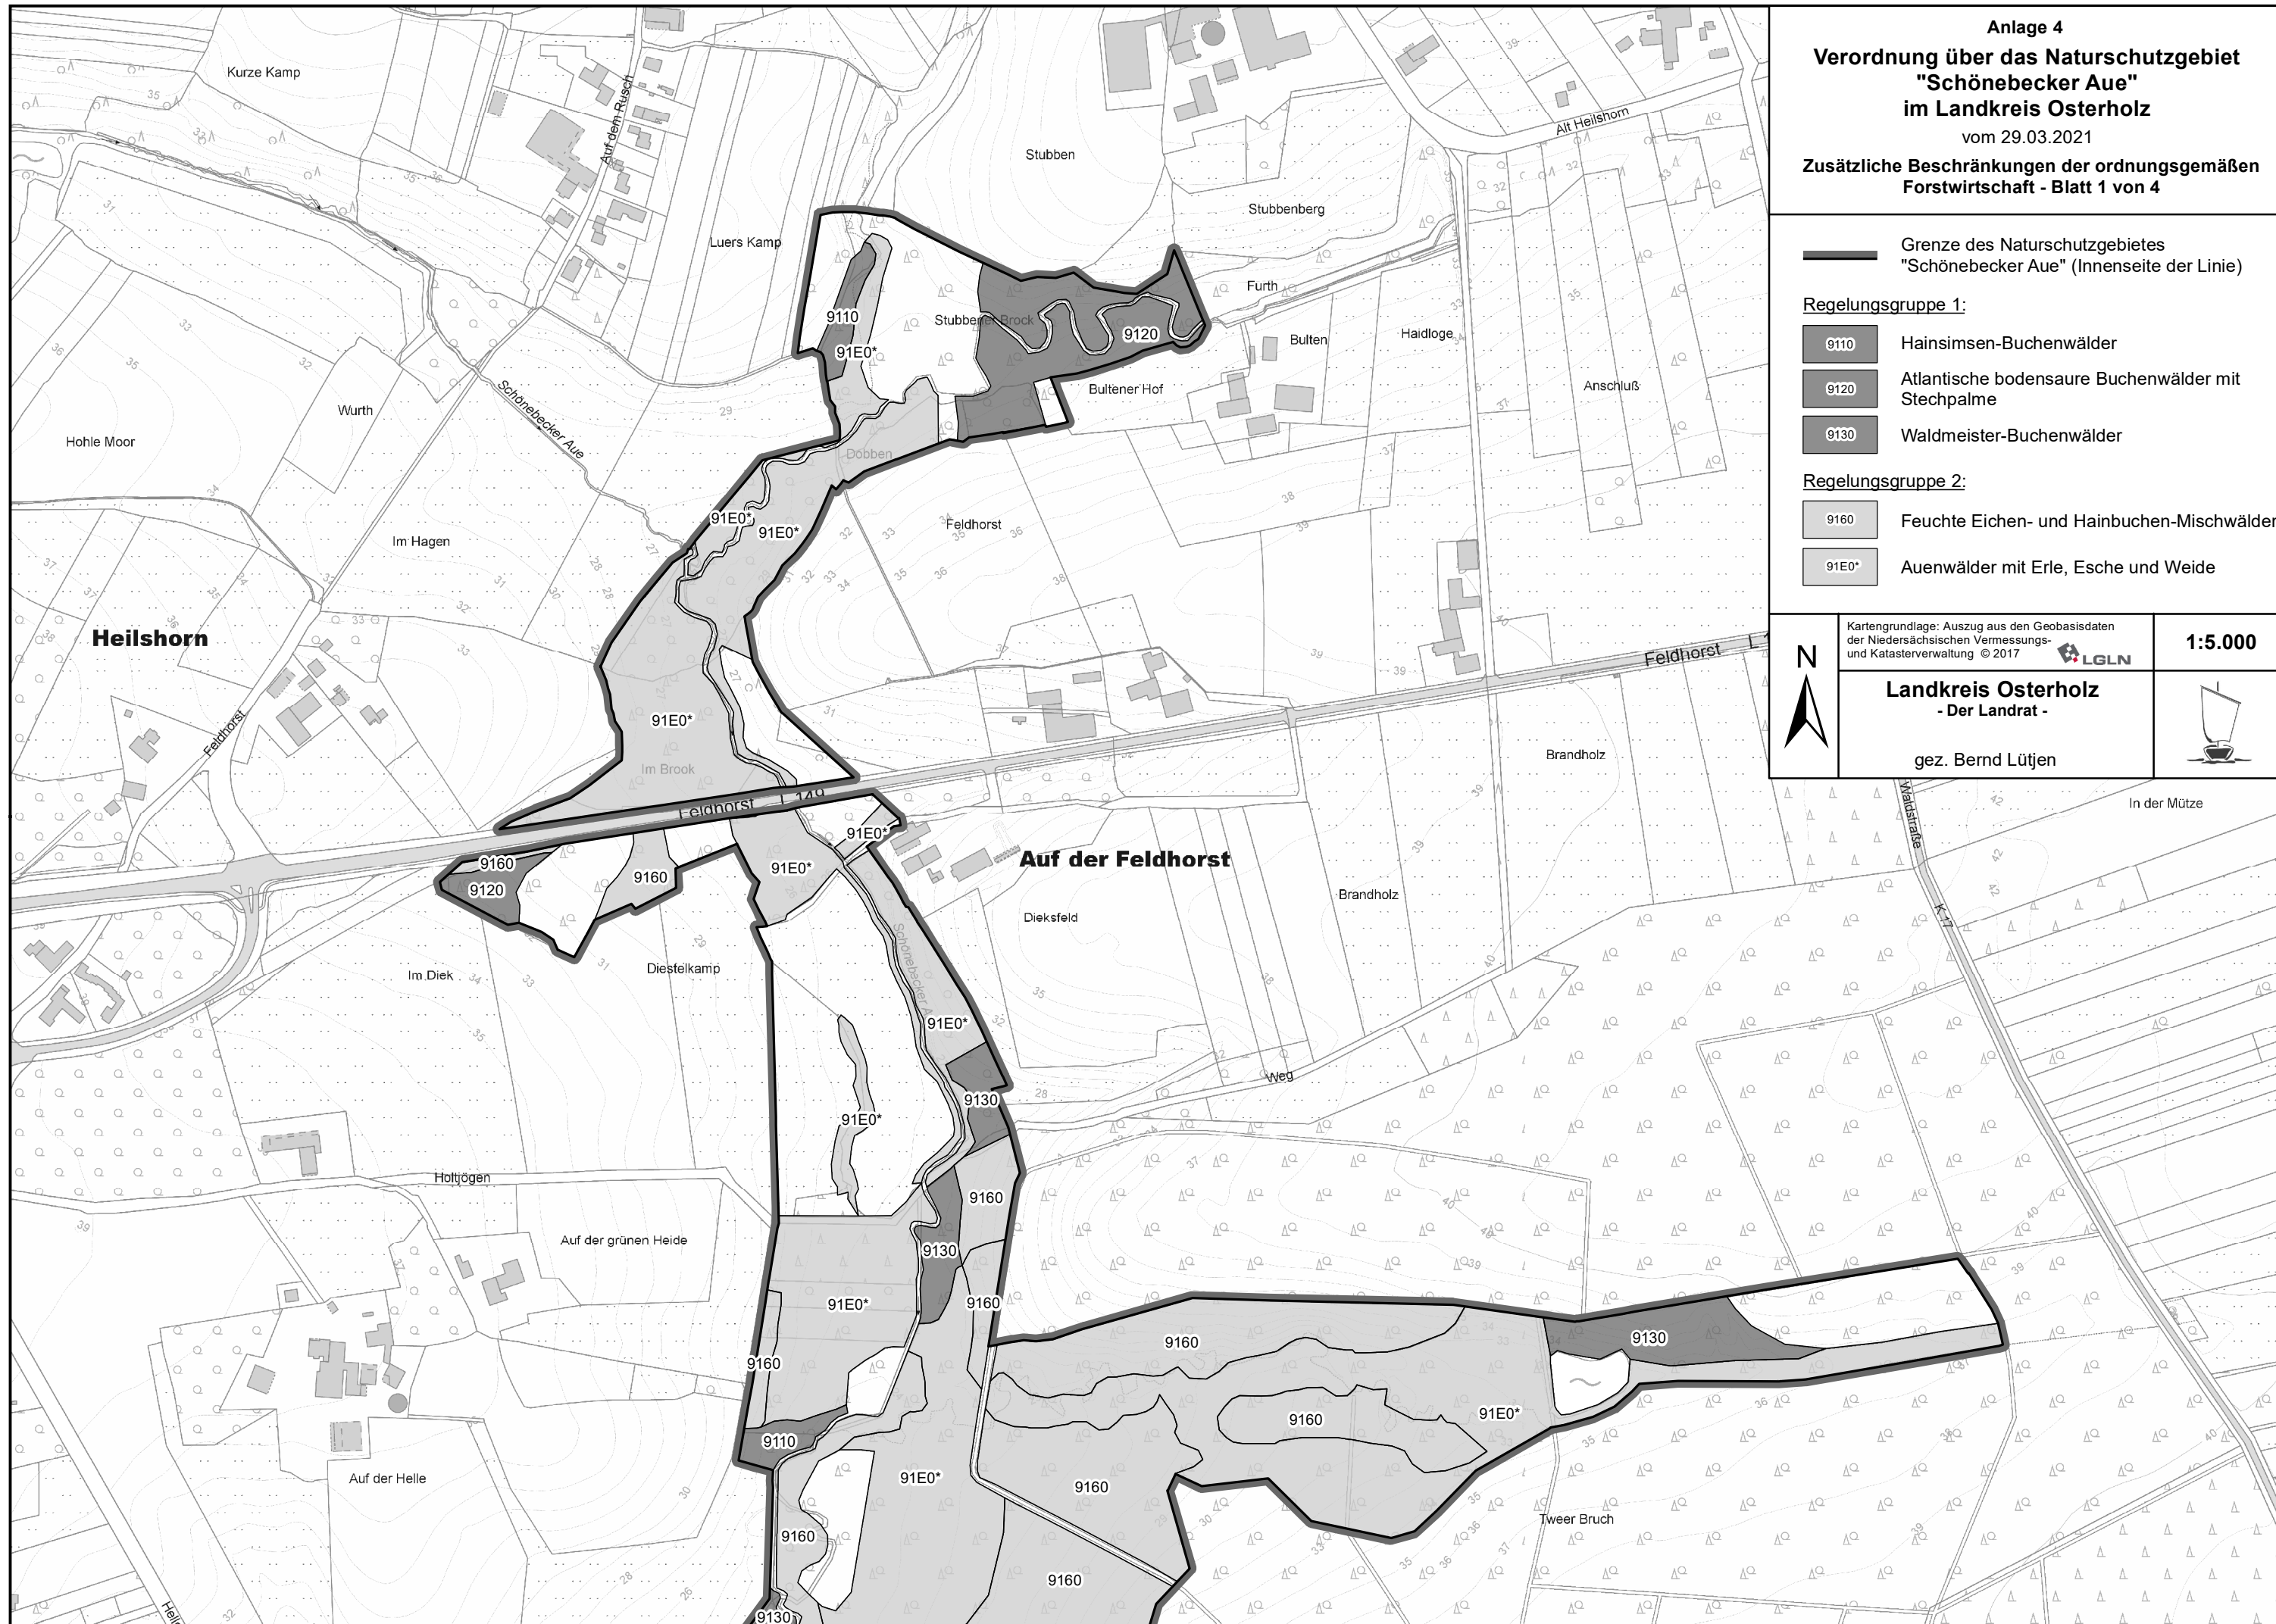 Anlage 4
Verordnung über das Naturschutzgebiet
"Schönebecker Aue"
im Landkreis Osterholz
vom 29.03.2021
Zusätzliche Beschränkungen der ordnungsgemäßen
Forstwirtschaft - Blatt 1 von 4
Grenze des Naturschutzgebietes
"Schönebecker Aue" (Innenseite der Linie)
Regelungsgruppe 1:
9110 Hainsimsen-Buchenwälder
9120 Atlantische bodensaure Buchenwälder mit
Stechpalme
9130 Waldmeister-Buchenwälder
Regelungsgruppe 2:
9160 Feuchte Eichen- und Hainbuchen-Mischwälder
91E0* Auenwälder mit Erle, Esche und Weide
N
Kartengrundlage: Auszug aus den Geobasisdaten
der Niedersächsischen Vermessungs-
und Katasterverwaltung © 2017
LGLN
1:5.000
Landkreis Osterholz
- Der Landrat -
gez. Bernd Lütjen
Kurze Kamp
Auf dem Rusch
Stubben
Alt Heilshorn
Stubbenberg
Luers Kamp
Furth
9110
Stubbener Brock
9120
Bulten
Haidloge
91E0*
Bultener Hof
Anschluß
Schönebecker Aue
Wurth
Hohle Moor
Dobben
91E0*
91E0*
Feldhorst
Im Hagen
Heilshorn
Feldhorst
Feldhorst
91E0*
Im Brook
Brandholz
Waldstraße
In der Mütze
Feldhorst L 149
91E0*
9160
9120
9160
91E0*
Auf der Feldhorst
Brandholz
K 17
Dieksfeld
Im Diek
Diestelkamp
Schönebecker A
91E0*
Weg
9130
91E0*
Holtjögen
9160
Auf der grünen Heide
9130
91E0*
9160
9160
9130
9160
9160
91E0*
9110
Auf der Helle
91E0*
9160
9160
Tweer Bruch
9160
9130